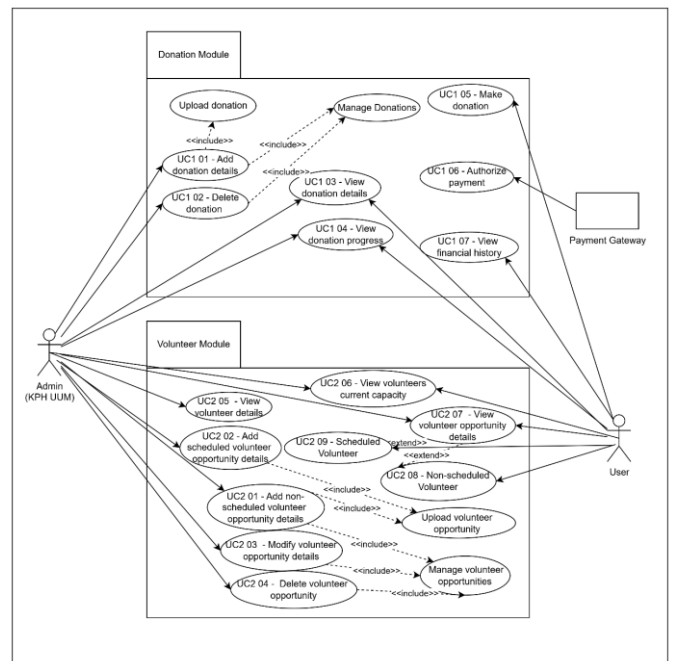 Donation Module
Upload donation
Manage Donations
UC1 05 - Make
donation
<<include>>
<<include>>
UC1 01 - Add
donation details
<<include>>
UC1 02 - Delete
donation
UC1 03 - View
donation details
UC1 06 - Authorize
payment
UC1 04 - View
donation progress
UC1 07 - View
financial history
Payment Gateway
Admin
(KPH UUM)
Volunteer Module
UC2 06 - View volunteers
current capacity
UC2 05 - View
volunteer details
UC2 07 - View
volunteer opportunity
details
UC2 02 - Add
scheduled volunteer
opportunity details
UC2 09 - Scheduled
Volunteer
<<extend>>
<<extend>>
UC2 08 - Non-scheduled
Volunteer
User
<<include>>
<<include>>
UC2 01 - Add non-
scheduled volunteer
opportunity details
Upload volunteer
opportunity
<<include>>
UC2 03 - Modify volunteer
opportunity details
<<include>>
Manage volunteer
opportunities
UC2 04 - Delete volunteer
opportunity
<<include>>